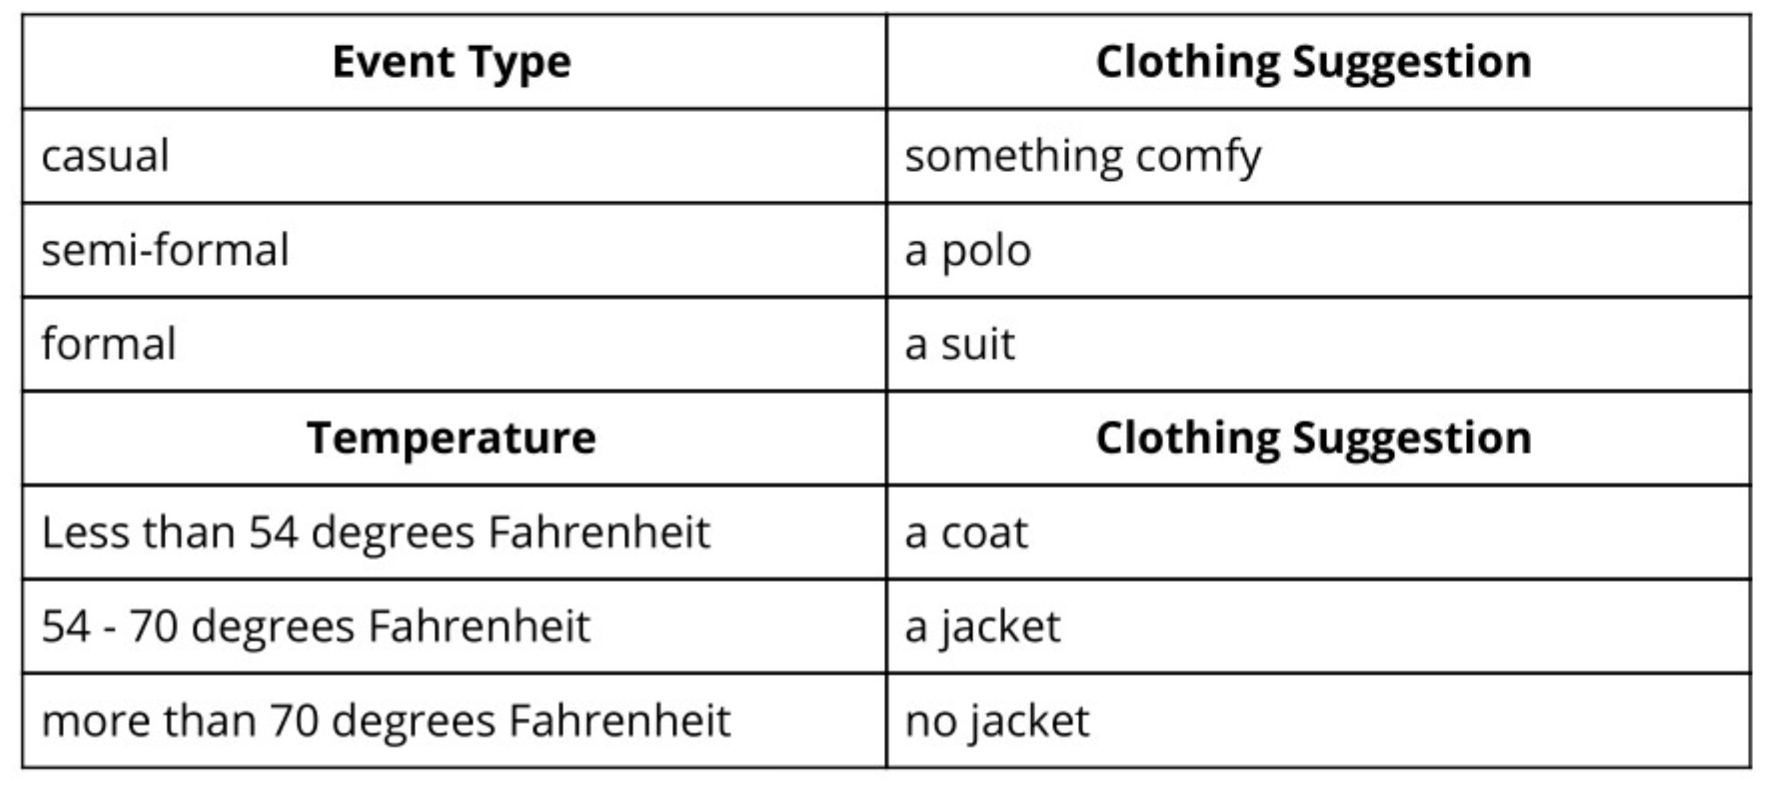 Event Type Clothing Suggestion
casual something comfy
semi-formal a polo
formal a suit
Temperature Clothing Suggestion
Less than 54 degrees Fahrenheit a coat
54 - 70 degrees Fahrenheit a jacket
more than 70 degrees Fahrenheit no jacket